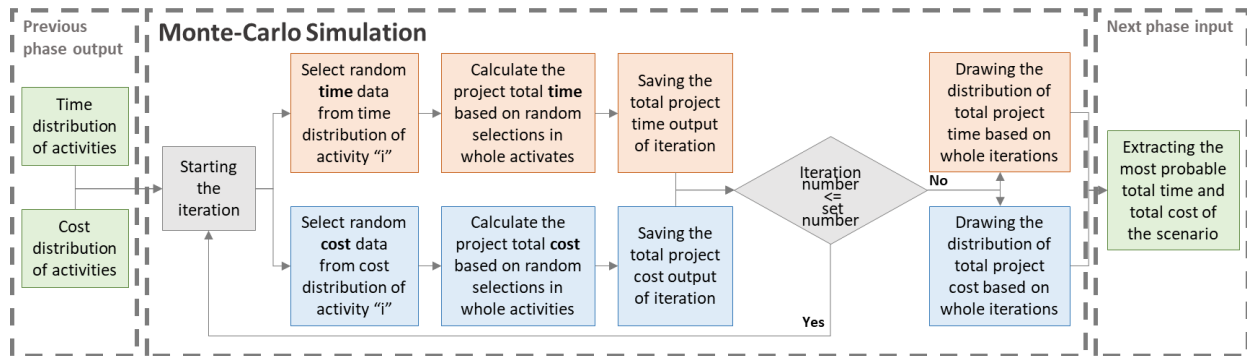 Previous
phase output
Time
distribution
of activities
Cost
distribution
of activities
Monte-Carlo Simulation
Starting
the
iteration
Select random
time data
from time
distribution of
activity “i”
Calculate the
project total time
based on random
selections in
whole activates
Saving the
total project
time output
of iteration
Select random
cost data
from cost
distribution of
activity “i”
Calculate the
project total cost
based on random
selections in
whole activities
Saving the
total project
cost output
of iteration
Iteration
number
<=
set
number
No
Yes
Drawing the
distribution of
total project
time based on
whole iterations
Drawing the
distribution of
total project
cost based on
whole iterations
Next phase input
Extracting the
most probable
total time and
total cost of
the scenario